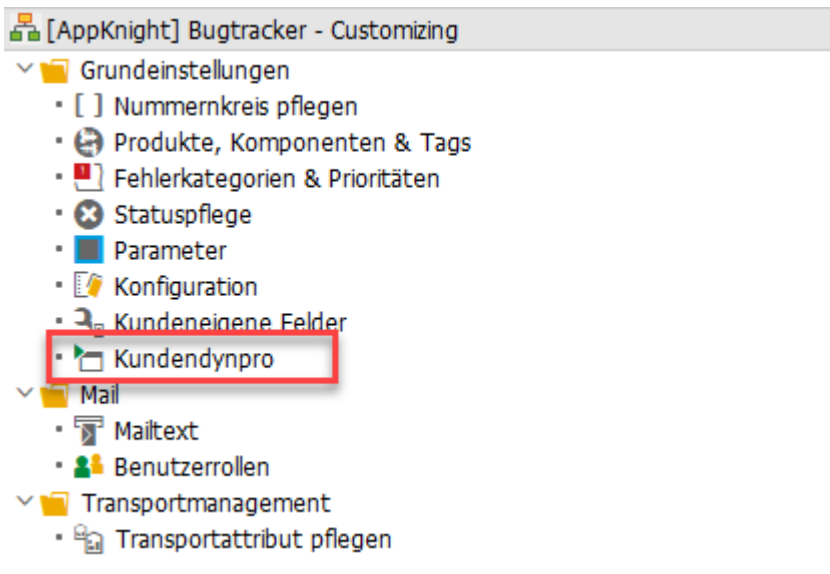 [AppKnight] Bugtracker - Customizing
Grundeinstellungen
Nummernkreis pflegen
Produkte, Komponenten & Tags
Fehlerkategorien & Prioritäten
Statuspflege
Parameter
Konfiguration
Kundeneigene Felder
Kundendynpro
Mail
Mailtext
Benutzerrollen
Transportmanagement
Transportattribut pflegen